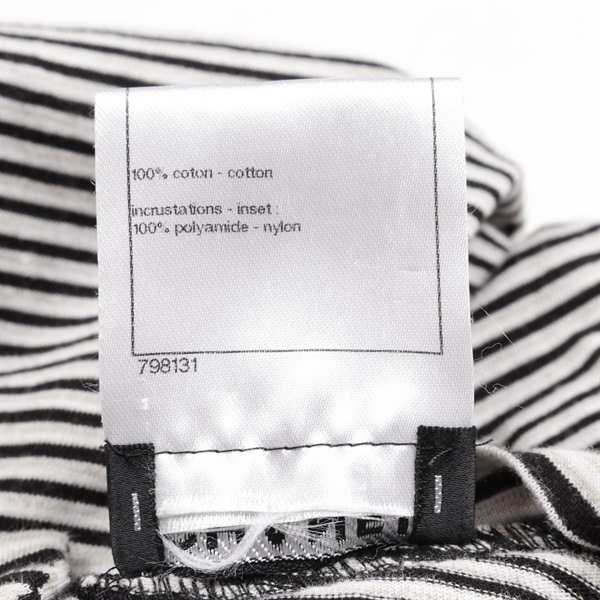 100% coton - cotton
incrustations - inset :
100% polyamide - nylon
798131